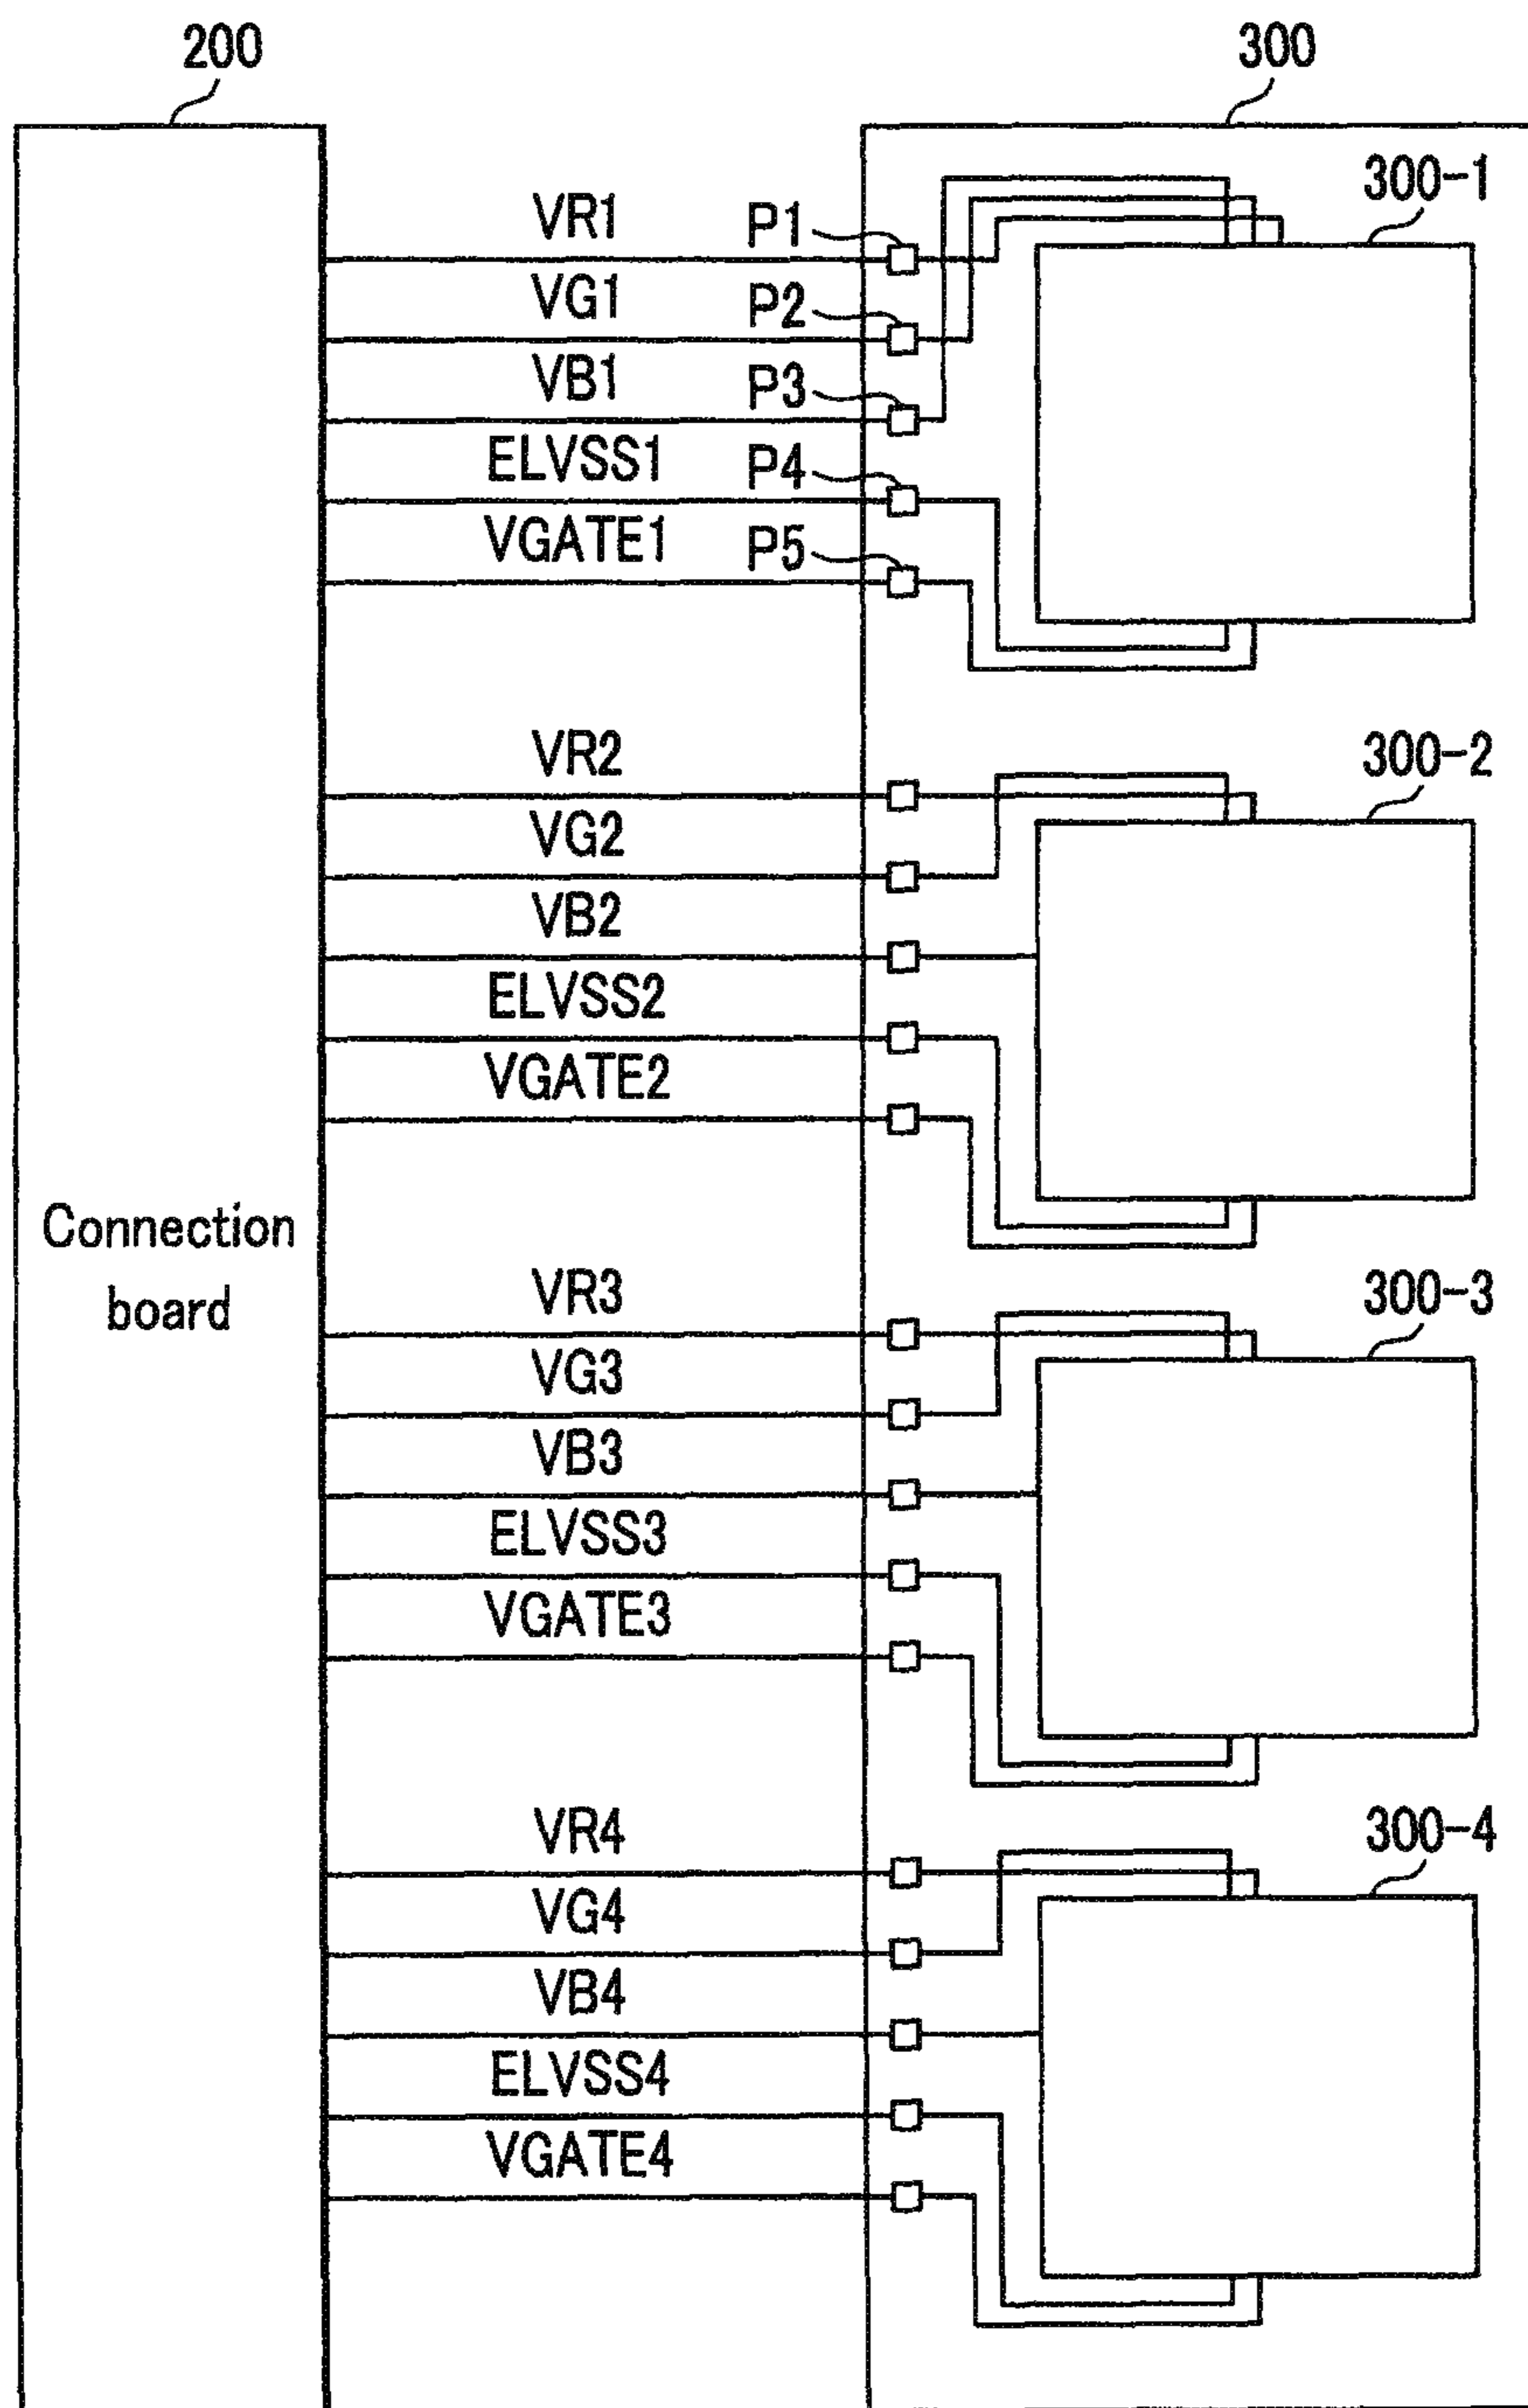 200
300
300-1
VR1
P1
VG1
P2
VB1
P3
ELVSS1
P4
VGATE1
P5
VR2
300-2
VG2
VB2
ELVSS2
VGATE2
Connection
board
VR3
300-3
VG3
VB3
ELVSS3
VGATE3
VR4
300-4
VG4
VB4
ELVSS4
VGATE4